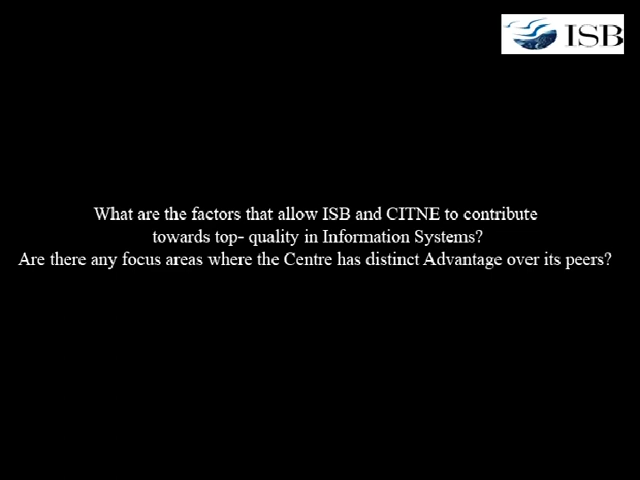 ISB
What are the factors that allow ISB and CITNE to contribute
towards top- quality in Information Systems?
Are there any focus areas where the Centre has distinct Advantage over its peers?